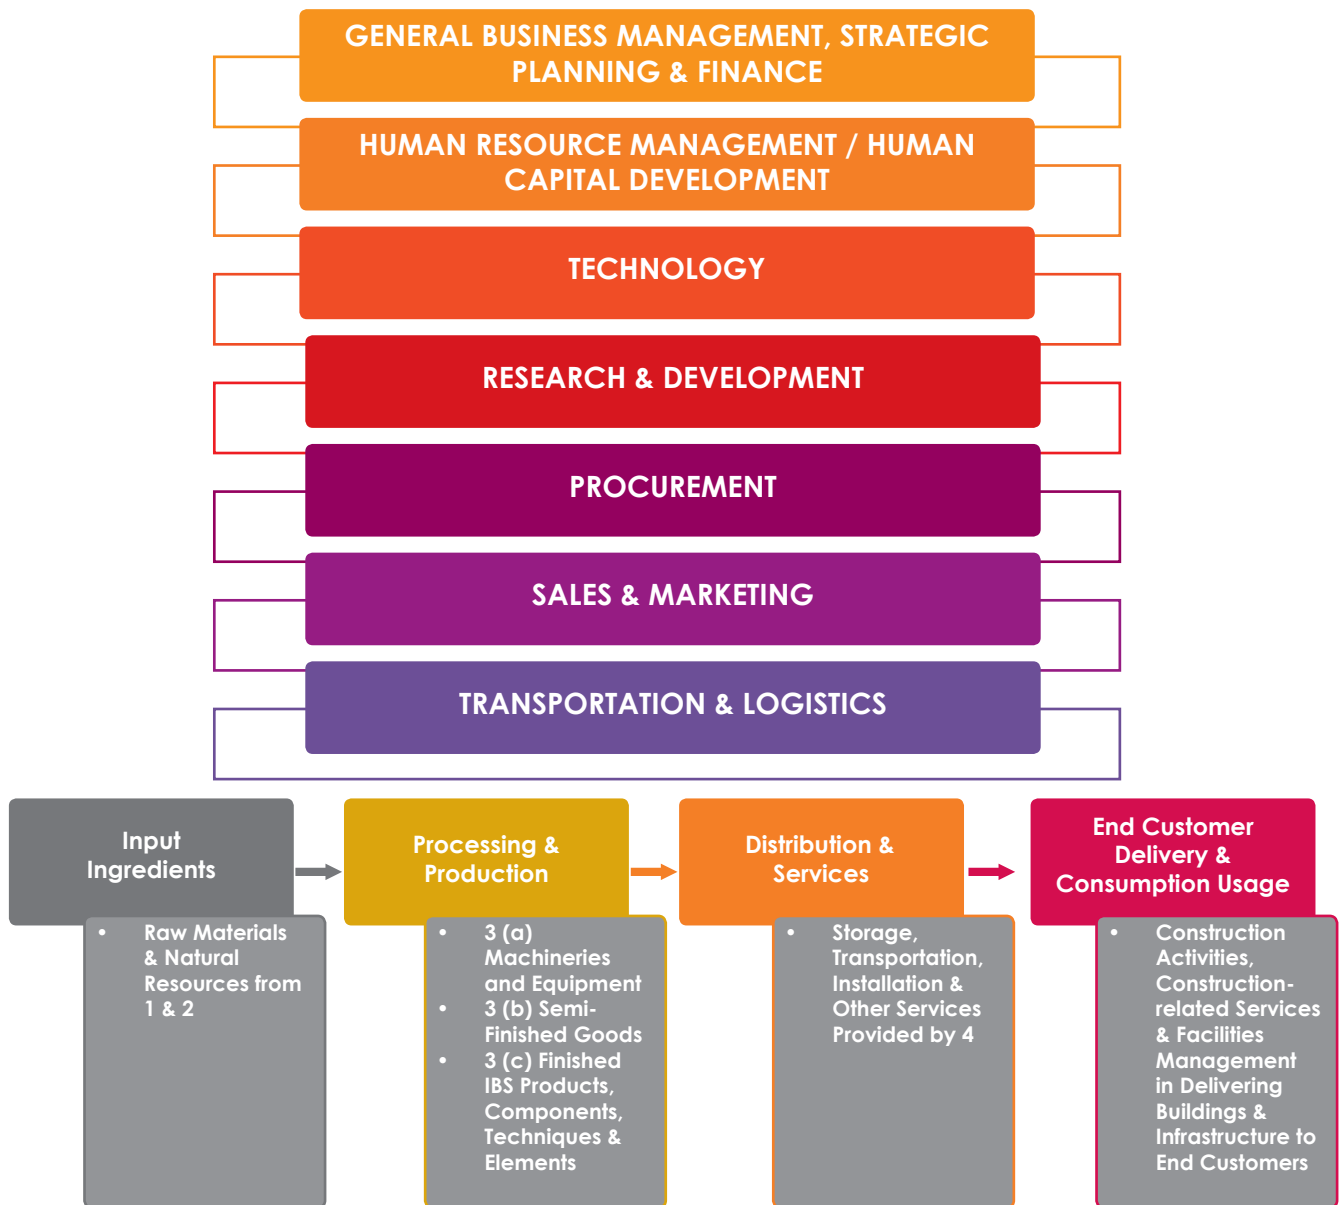 GENERAL BUSINESS MANAGEMENT, STRATEGIC
PLANNING & FINANCE
HUMAN RESOURCE MANAGEMENT / HUMAN
CAPITAL DEVELOPMENT
TECHNOLOGY
RESEARCH & DEVELOPMENT
PROCUREMENT
SALES & MARKETING
TRANSPORTATION & LOGISTICS
Input
Ingredients
• Raw Materials
& Natural
Resources from
1 & 2
Processing &
Production
• 3 (a)
Machineries
and Equipment
• 3 (b) Semi-
Finished Goods
• 3 (c) Finished
IBS Products,
Components,
Techniques &
Elements
Distribution &
Services
• Storage,
Transportation,
Installation &
Other Services
Provided by 4
End Customer
Delivery &
Consumption Usage
• Construction
Activities,
Construction-
related Services
& Facilities
Management
in Delivering
Buildings &
Infrastructure to
End Customers